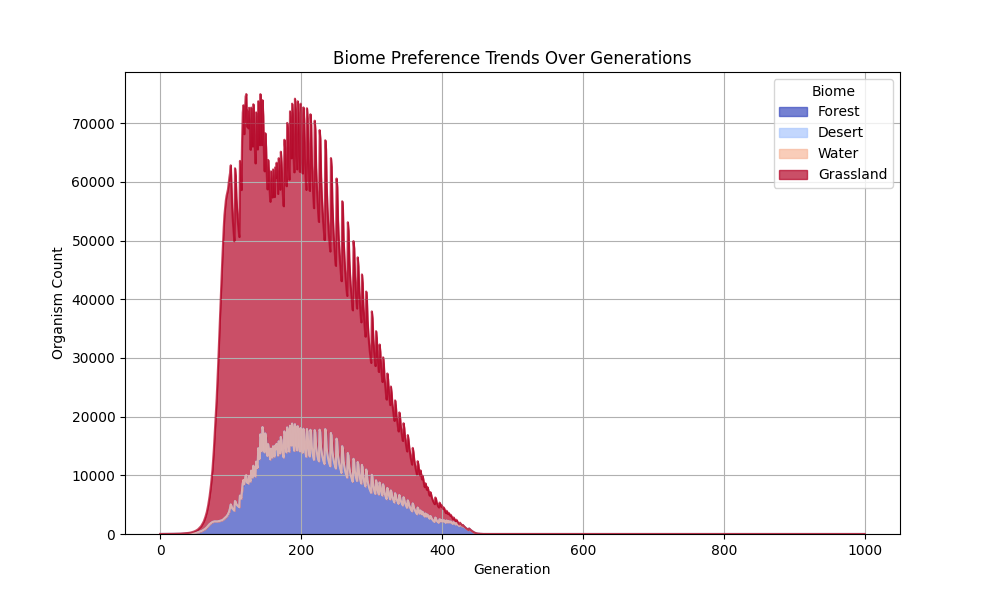 Biome Preference Trends Over Generations
Biome
Forest
Desert
Water
Grassland
Organism Count
70000
60000
50000
40000
30000
20000
10000
0
0 200 400 600 800 1000
Generation